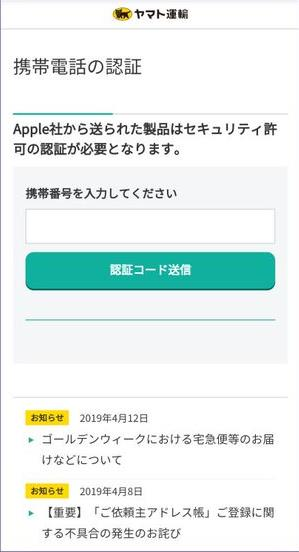 ヤマト運輸
携帯電話の認証
Apple社から送られた製品はセキュリティ許
可の認証が必要となります。
携帯番号を入力してください
認証コード送信
お知らせ 2019年4月12日
ゴールデンウィークにおける宅急便等のお届
けなどについて
お知らせ 2019年4月8日
【重要】「ご依頼主アドレス帳」ご登録に関
する不具合の発生のお詫び